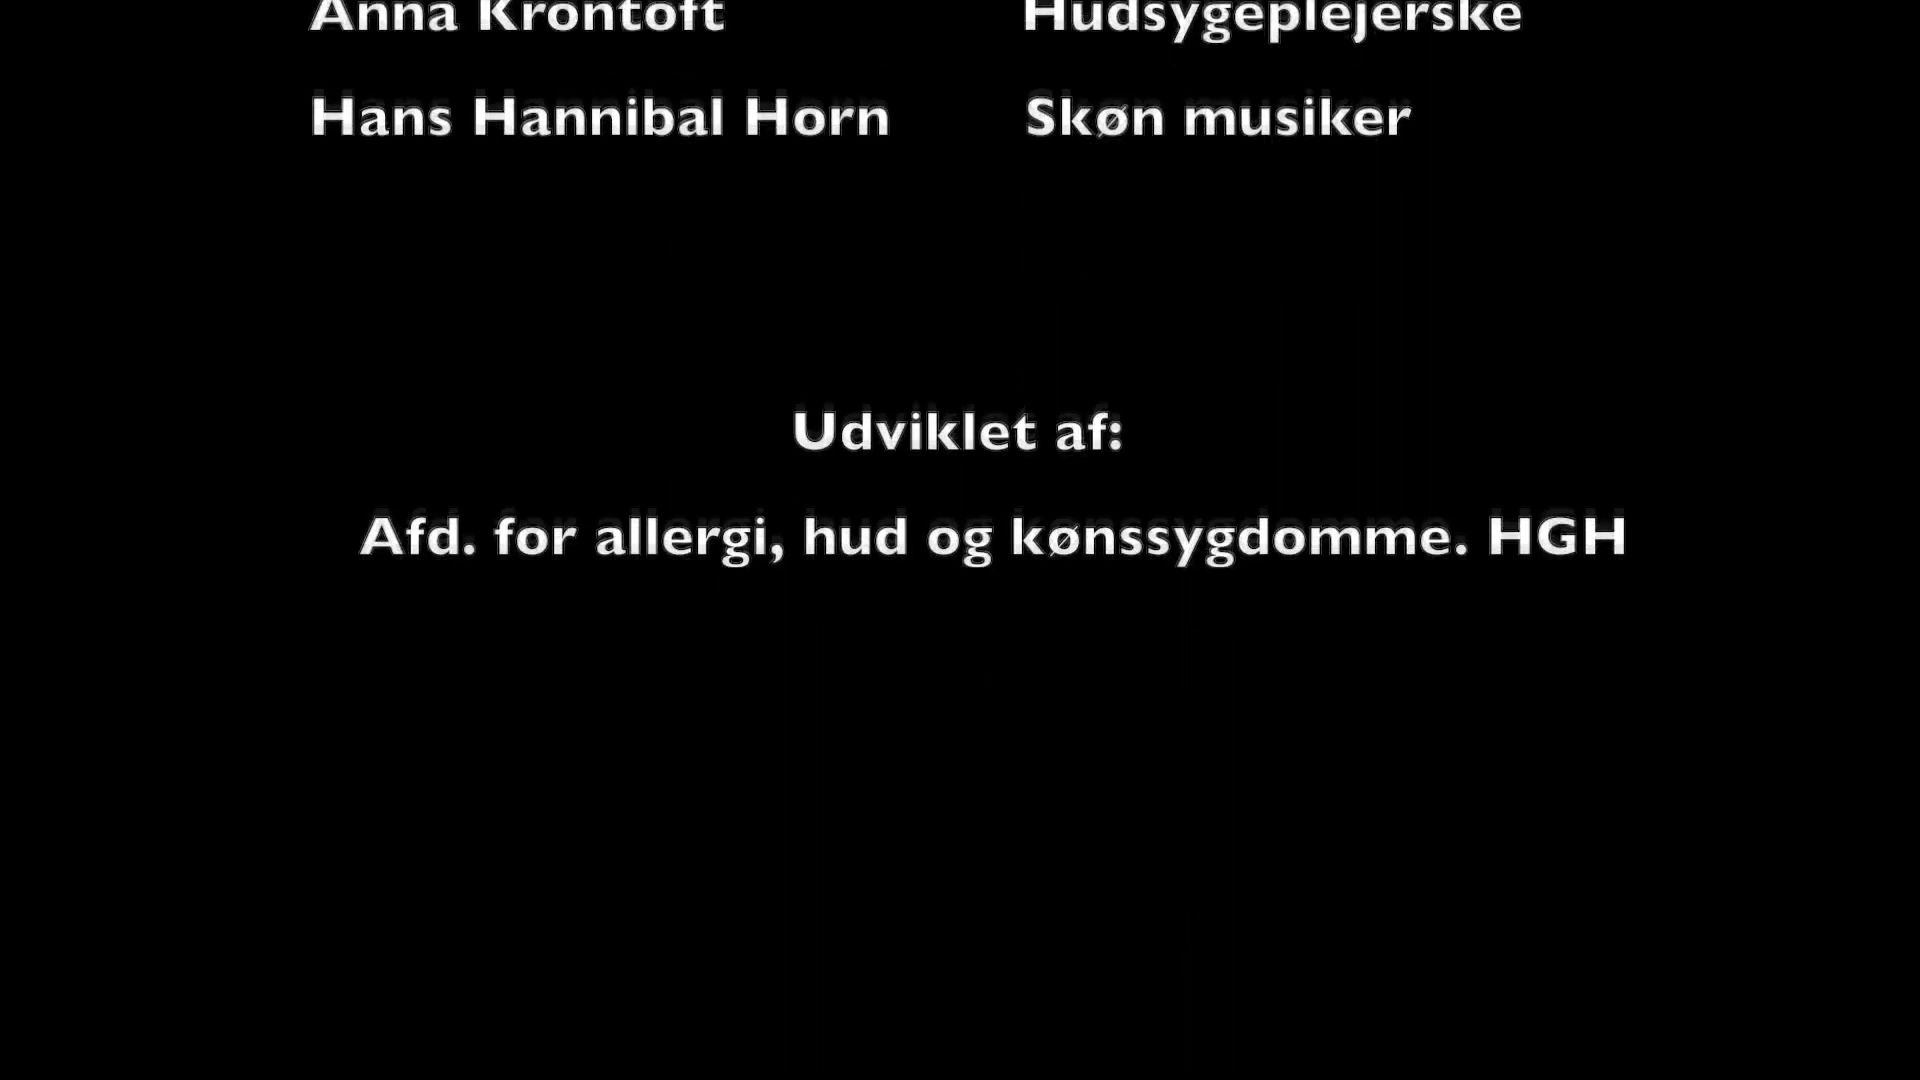 Anna Krontoft Hudsygeplejerske
Hans Hannibal Horn Skøn musiker
Udviklet af:
Afd. for allergi, hud og kønssygdomme. HGH